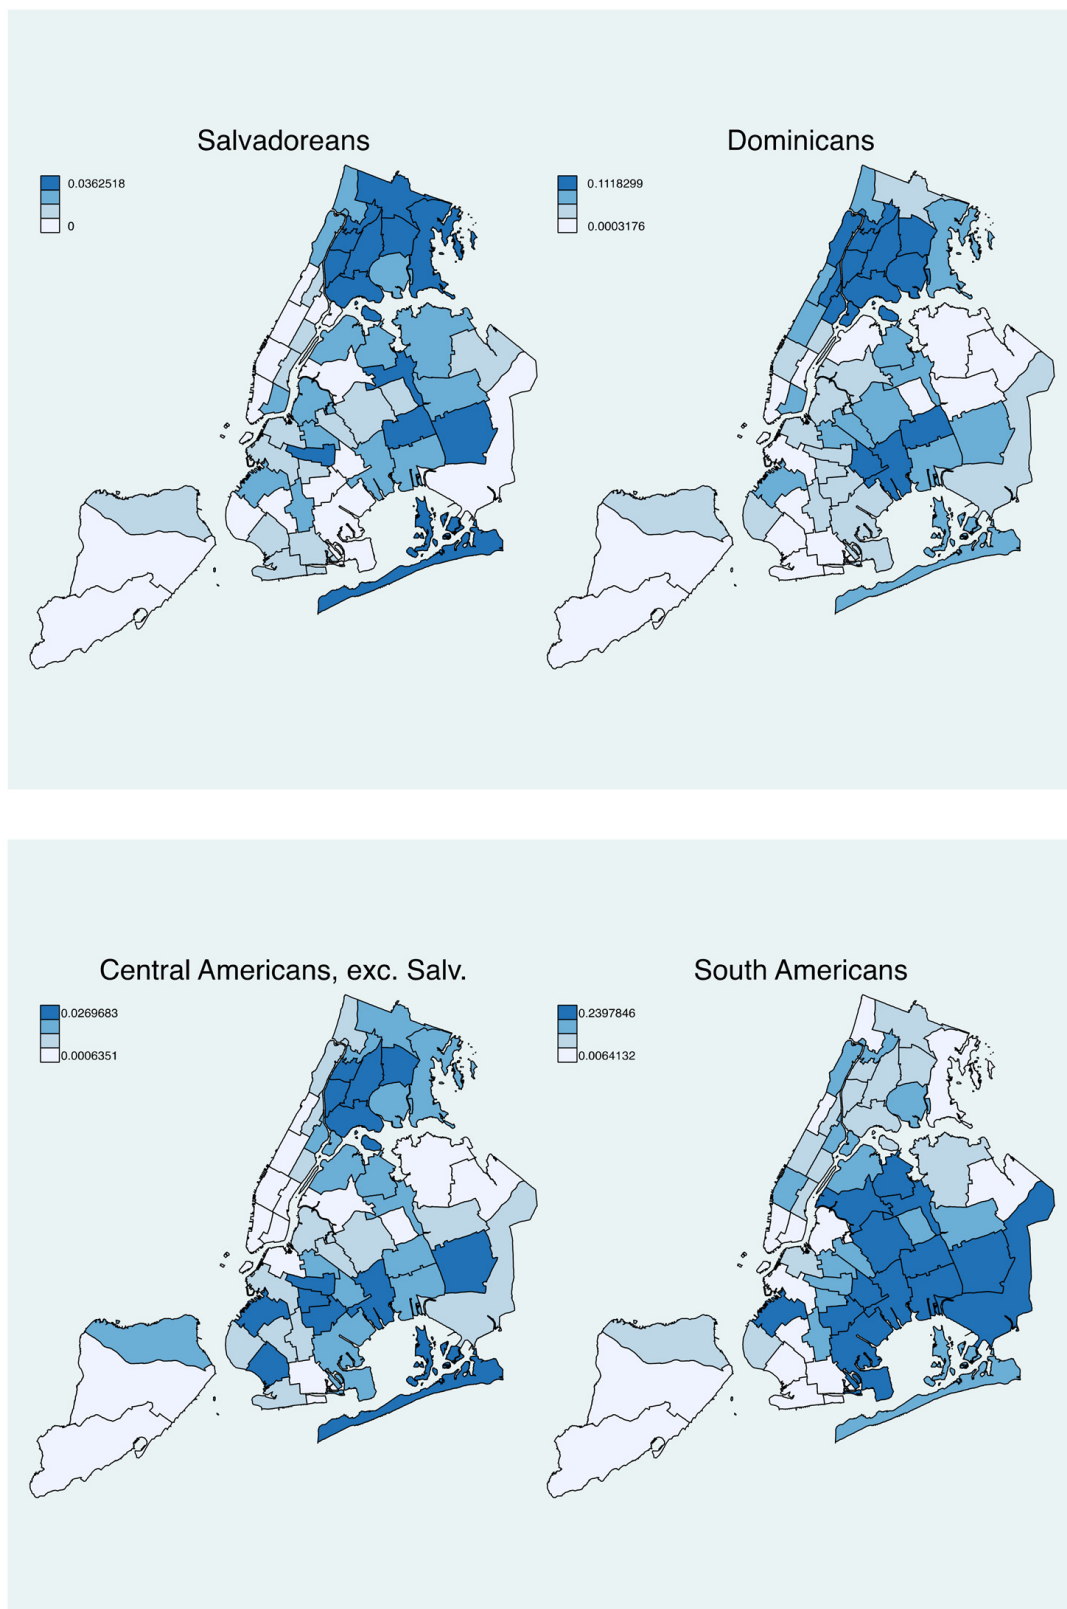 Salvadoreans
0.0362518
0
Dominicans
0.1118299
0.0003176
Central Americans, exc. Salv.
0.0269683
0.0006351
South Americans
0.2397846
0.0064132